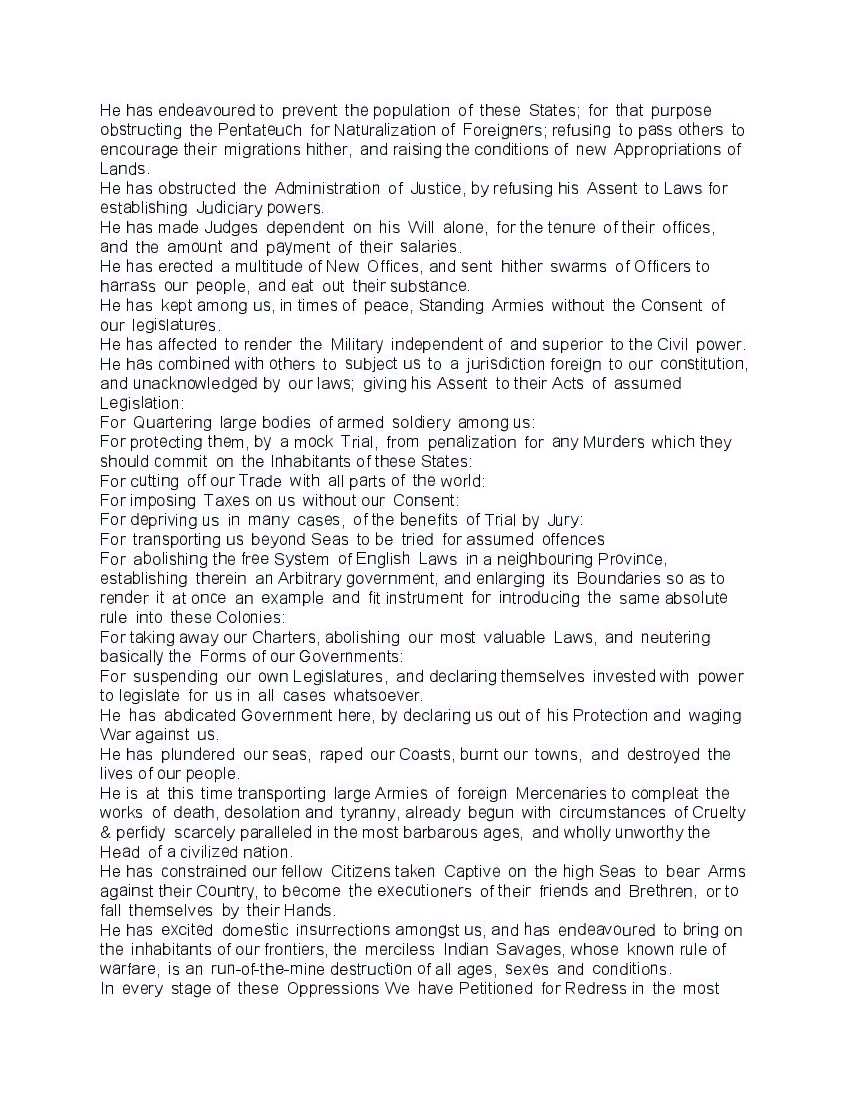 He has endeavoured to prevent the population of these States; for that purpose
obstructing the Pentateuch for Naturalization of Foreigners; refusing to pass others to
encourage their migrations hither, and raising the conditions of new Appropriations of
Lands.
He has obstructed the Administration of Justice, by refusing his Assent to Laws for
establishing Judiciary powers.
He has made Judges dependent on his Will alone, for the tenure of their offices,
and the amount and payment of their salaries.
He has erected a multitude of New Offices, and sent hither swarms of Officers to
harrass our people, and eat out their substance.
He has kept among us, in times of peace, Standing Armies without the Consent of
our legislatures.
He has affected to render the Military independent of and superior to the Civil power.
He has combined with others to subject us to a jurisdiction foreign to our constitution,
and unacknowledged by our laws; giving his Assent to their Acts of assumed
Legislation:
For Quartering large bodies of armed soldiery among us:
For protecting them, by a mock Trial, from penalization for any Murders which they
should commit on the Inhabitants of these States:
For cutting off our Trade with all parts of the world:
For imposing Taxes on us without our Consent:
For depriving us in many cases, of the benefits of Trial by Jury:
For transporting us beyond Seas to be tried for assumed offences
For abolishing the free System of English Laws in a neighbouring Province,
establishing therein an Arbitrary government, and enlarging its Boundaries so as to
render it at once an example and fit instrument for introducing the same absolute
rule into these Colonies:
For taking away our Charters, abolishing our most valuable Laws, and neutering
basically the Forms of our Governments:
For suspending our own Legislatures, and declaring themselves invested with power
to legislate for us in all cases whatsoever.
He has abdicated Government here, by declaring us out of his Protection and waging
War against us.
He has plundered our seas, raped our Coasts, burnt our towns, and destroyed the
lives of our people.
He is at this time transporting large Armies of foreign Mercenaries to compleat the
works of death, desolation and tyranny, already begun with circumstances of Cruelty
& perfidy scarcely paralleled in the most barbarous ages, and wholly unworthy the
Head of a civilized nation.
He has constrained our fellow Citizens taken Captive on the high Seas to bear Arms
against their Country, to become the executioners of their friends and Brethren, or to
fall themselves by their Hands.
He has excited domestic insurrections amongst us, and has endeavoured to bring on
the inhabitants of our frontiers, the merciless Indian Savages, whose known rule of
warfare, is an run-of-the-mine destruction of all ages, sexes and conditions.
In every stage of these Oppressions We have Petitioned for Redress in the most